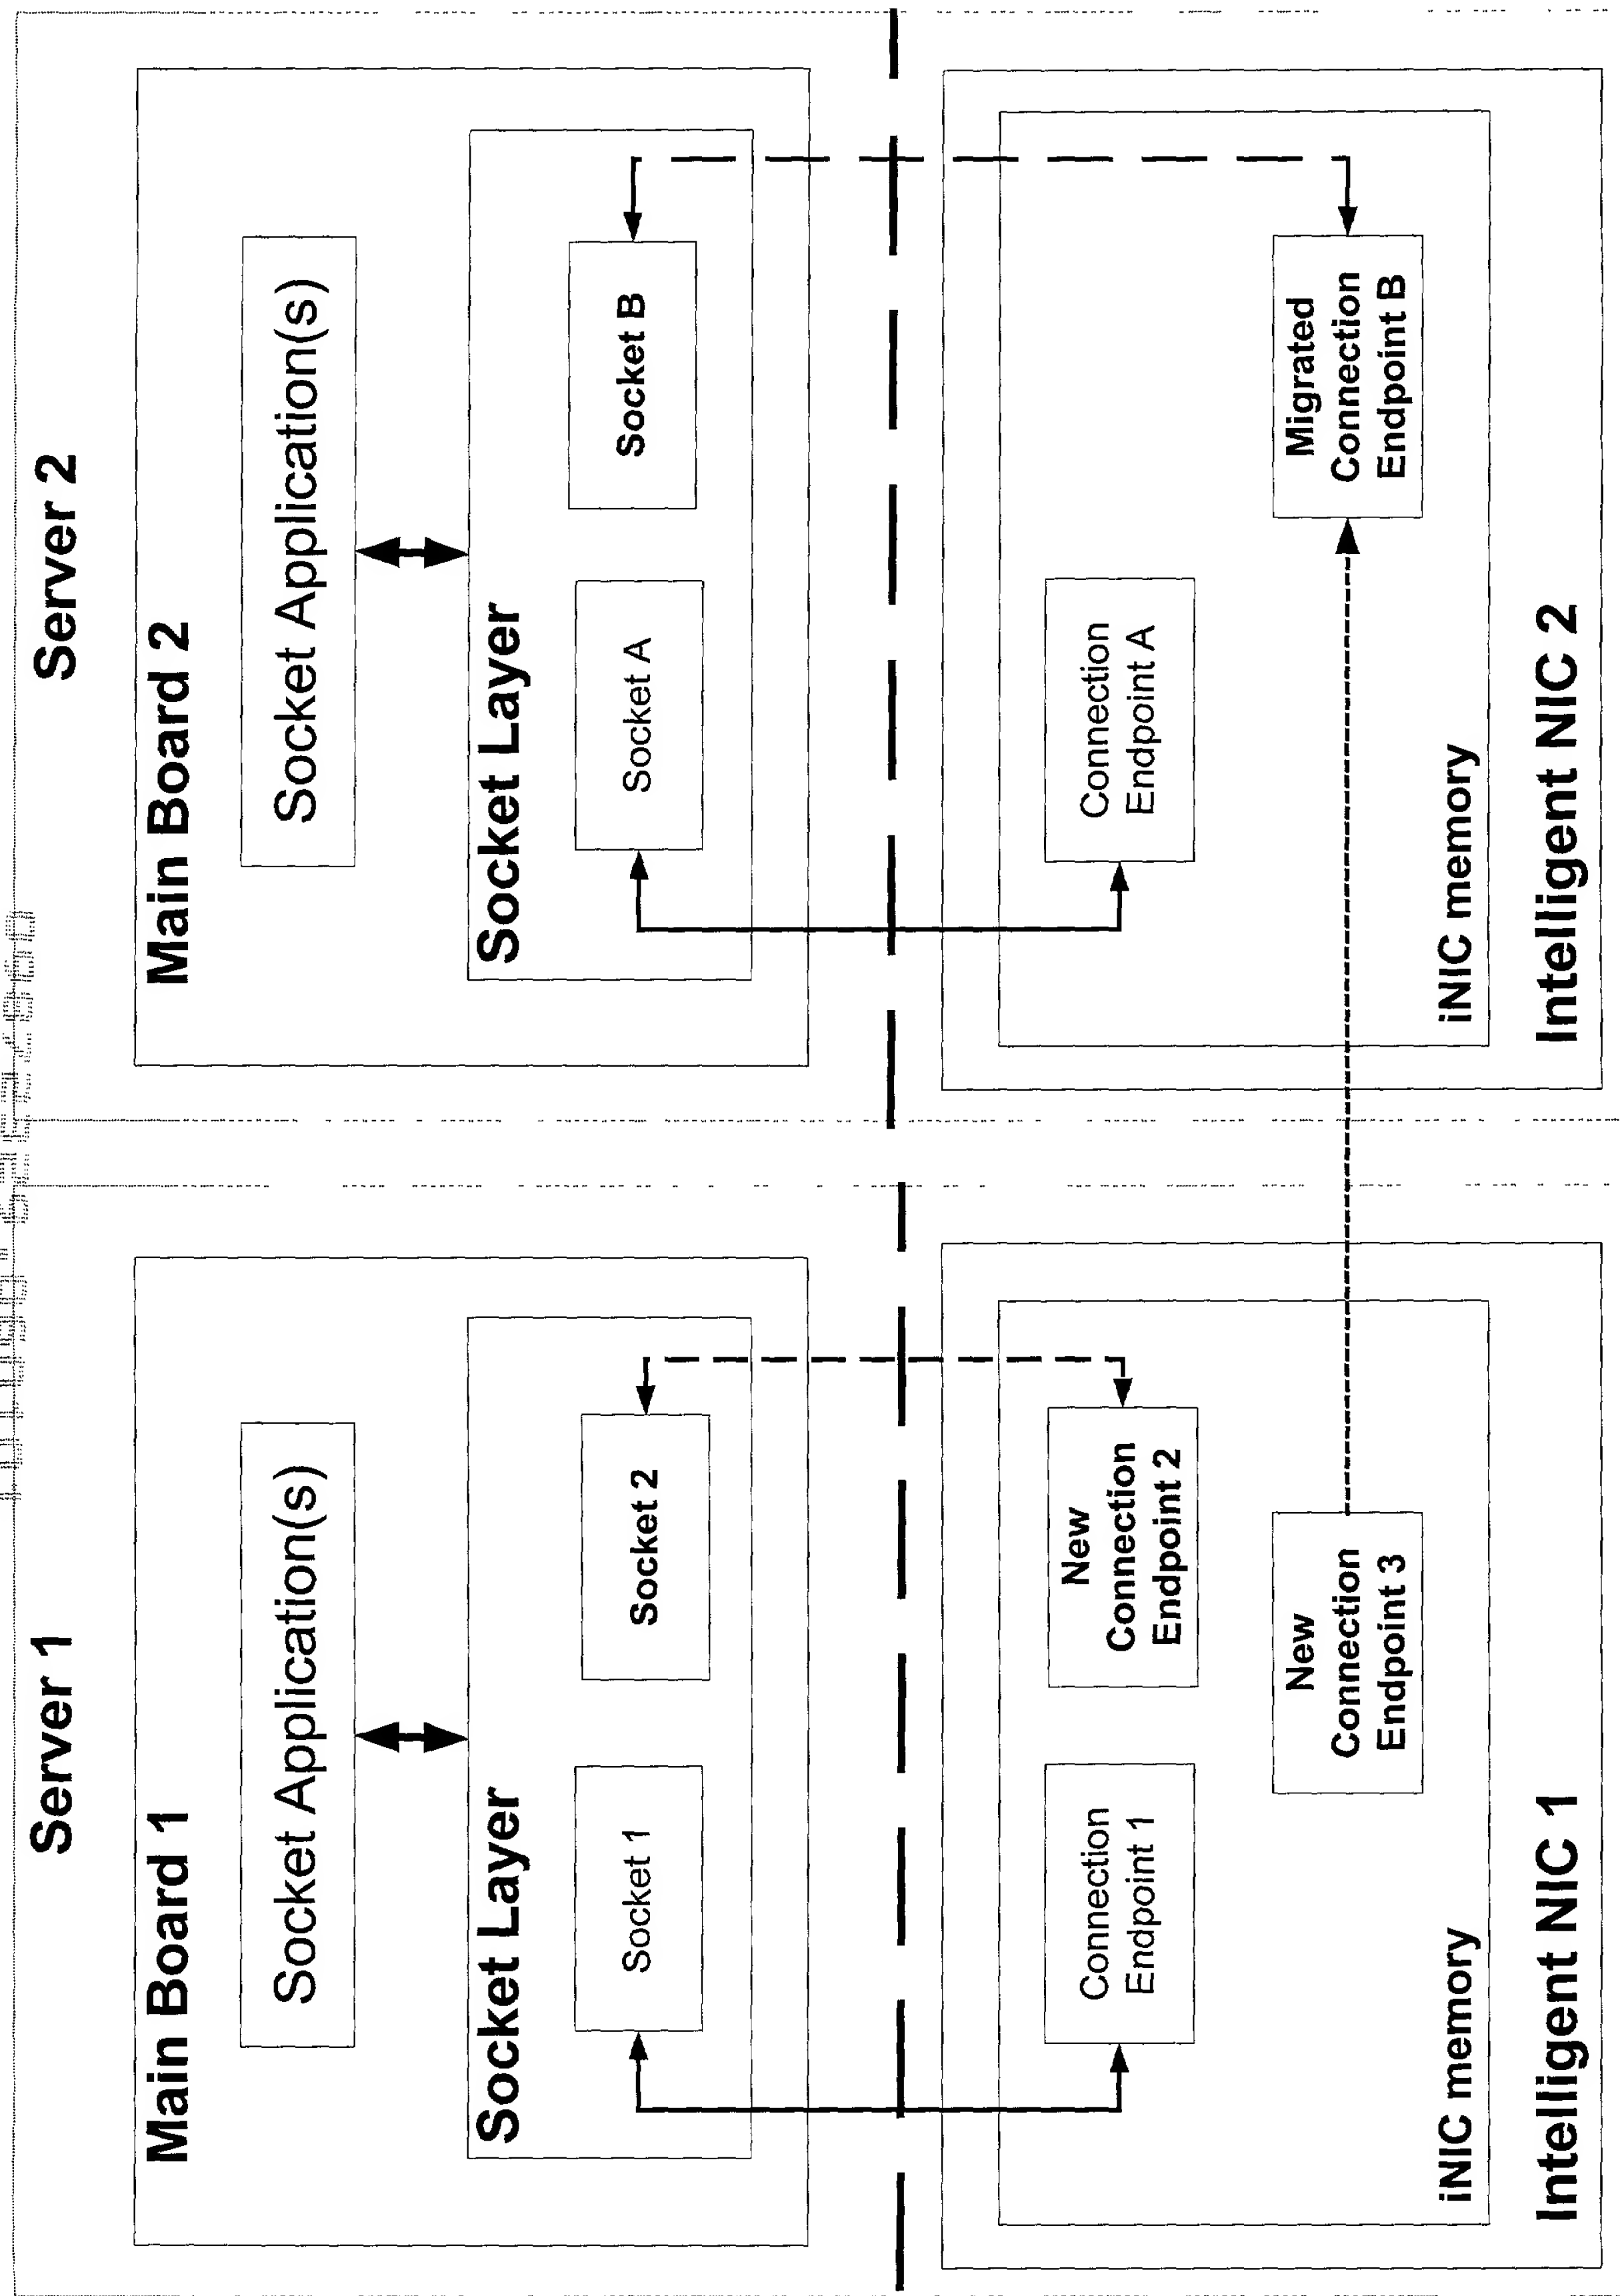 Server 1
Main Board 1
Socket Application(s)
Socket Layer
Socket 1
Socket 2
Connection
Endpoint 1
New
Connection
Endpoint 2
New
Connection
Endpoint 3
iNIC memory
Intelligent NIC 1
Server 2
Main Board 2
Socket Application(s)
Socket Layer
Socket A
Socket B
Connection
Endpoint A
Migrated
Connection
Endpoint B
iNIC memory
Intelligent NIC 2